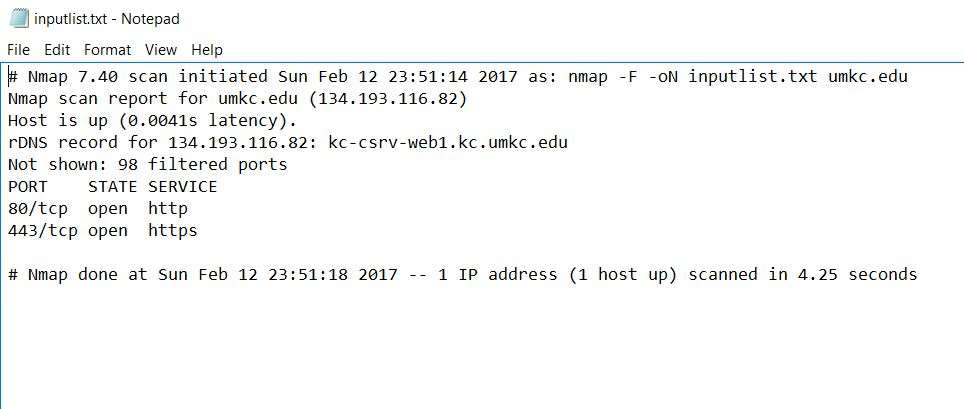 inputlist.txt - Notepad
File Edit Format View Help
# Nmap 7.40 scan initiated Sun Feb 12 23:51:14 2017 as: nmap -F -oN inputlist.txt umkc.edu
Nmap scan report for umkc.edu (134.193.116.82)
Host is up (0.0041s latency).
rDNS record for 134.193.116.82: kc-csrv-web1.kc.umkc.edu
Not shown: 98 filtered ports
PORT    STATE SERVICE
80/tcp  open  http
443/tcp open  https
# Nmap done at Sun Feb 12 23:51:18 2017 -- 1 IP address (1 host up) scanned in 4.25 seconds